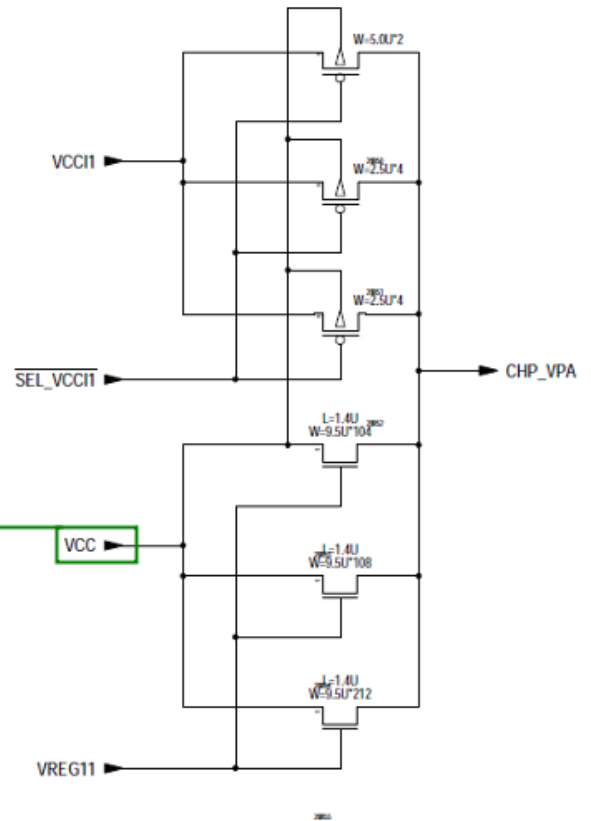 W=5.0U*2
VCCI1
W=2.5U*4
W=2.5U*4
SEL_VCCI1
CHP_VPA
L=1.4U
W=9.5U*104
VCC
L=1.4U
W=9.5U*108
L=1.4U
W=9.5U*212
VREG11